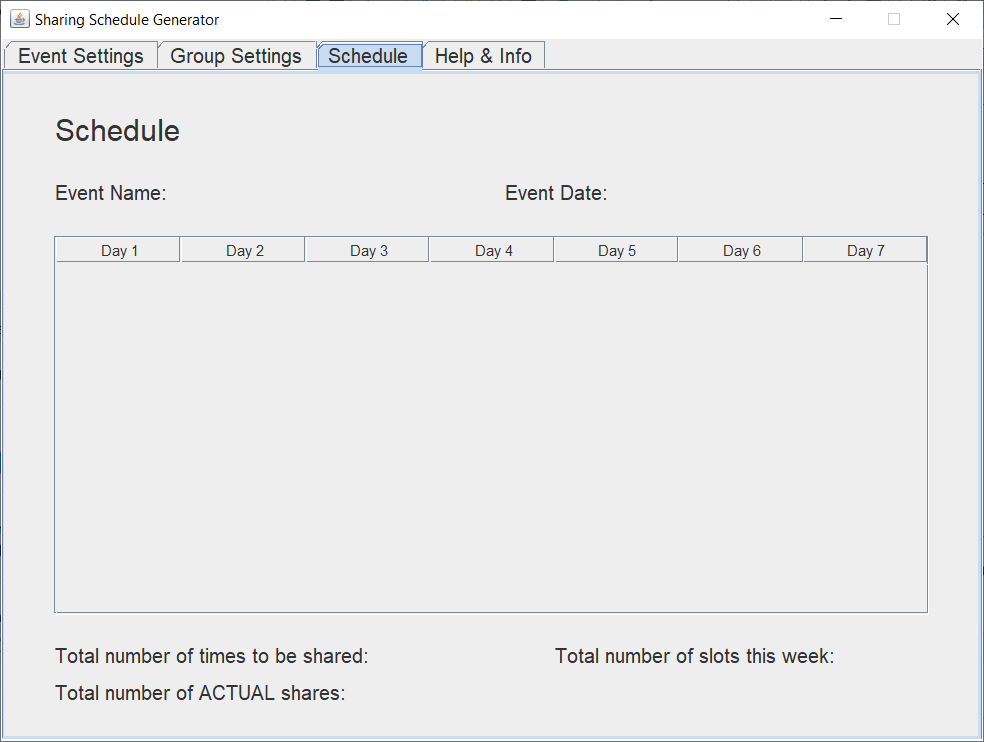 Sharing Schedule Generator
Event Settings Group Settings Schedule Help & Info
Schedule
Event Name: Event Date:
Day 1 Day 2 Day 3 Day 4 Day 5 Day 6 Day 7
Total number of times to be shared: Total number of slots this week:
Total number of ACTUAL shares: